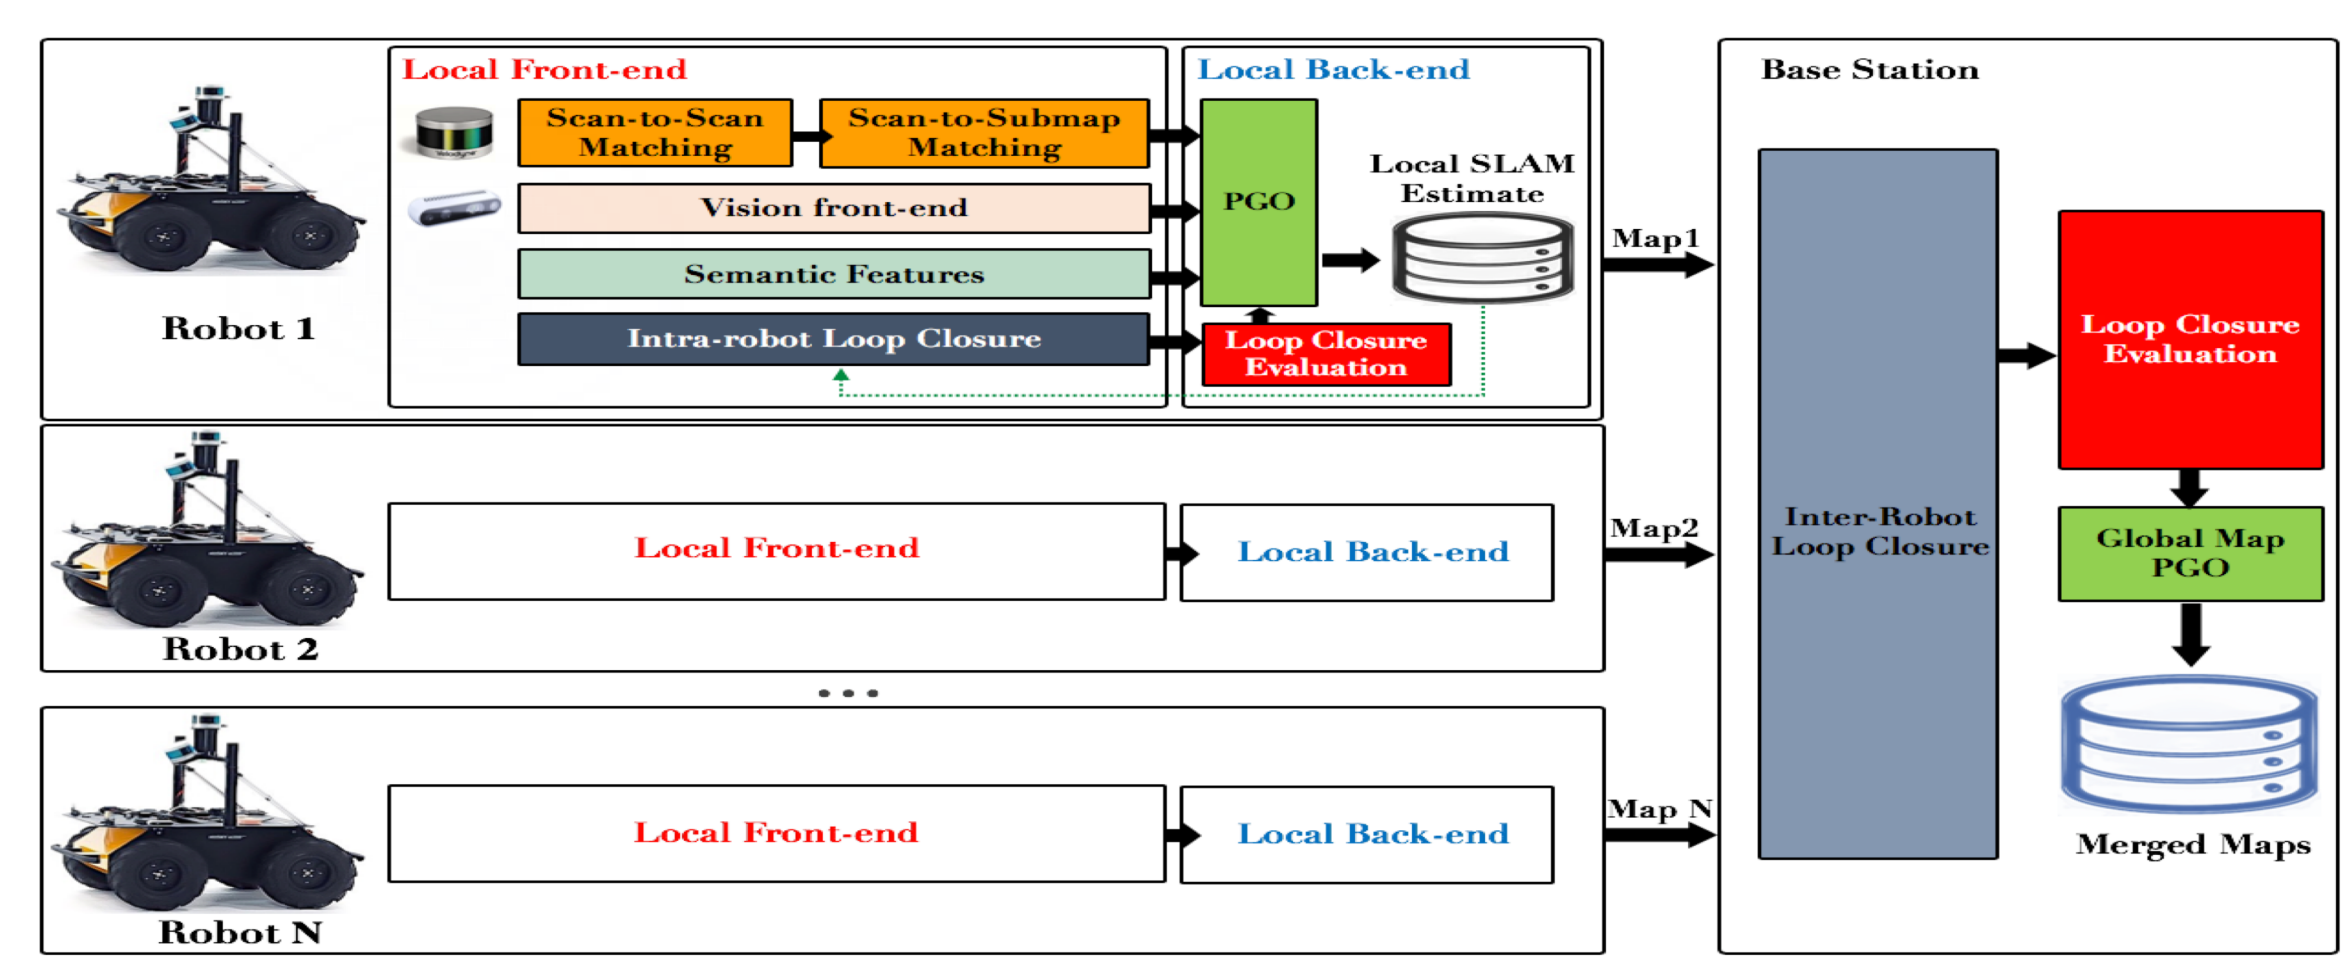 Local Front-end
Local Back-end
Base Station
Scan-to-Scan
Matching
Scan-to-Submap
Matching
Velodyne
Vision front-end
Semantic Features
Intra-robot Loop Closure
PGO
Loop Closure
Evaluation
Local SLAM
Estimate
Robot 1
Map1
Local Front-end
Local Back-end
Robot 2
Map2
...
Local Front-end
Local Back-end
Robot N
Map N
Inter-Robot
Loop Closure
Loop Closure
Evaluation
Global Map
PGO
Merged Maps